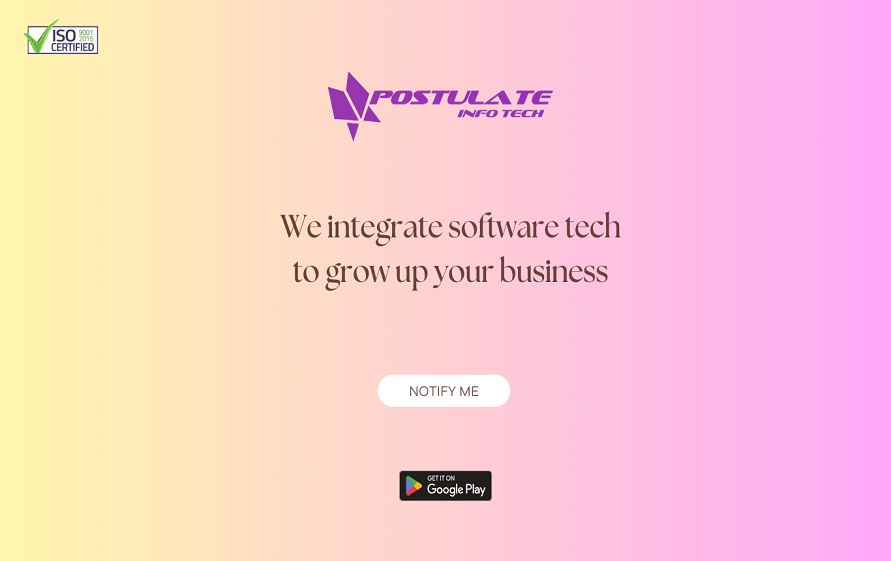 ISO 9001
2015
CERTIFIED
POSTULATE
INFO TECH
We integrate software tech
to grow up your business
NOTIFY ME
GET IT ON
Google Play